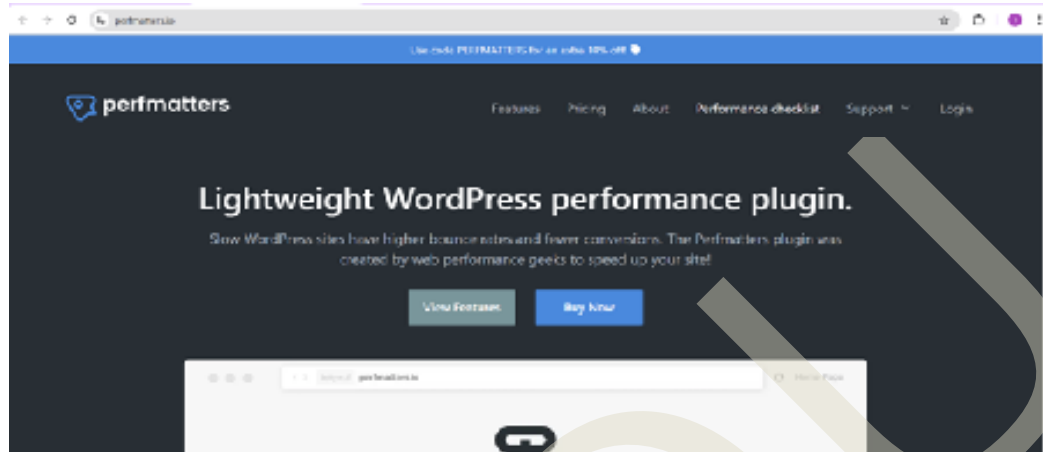 perfmatters.io
Use code PERFMATTERS for an extra 10% off!
perfmatters
Features Pricing About Performance checklist Support Login
Lightweight WordPress performance plugin.
Slow WordPress sites have higher bounce rates and fewer conversions. The Perfmatters plugin was
created by web performance geeks to speed up your site!
View Features Buy Now
perfmatters.io